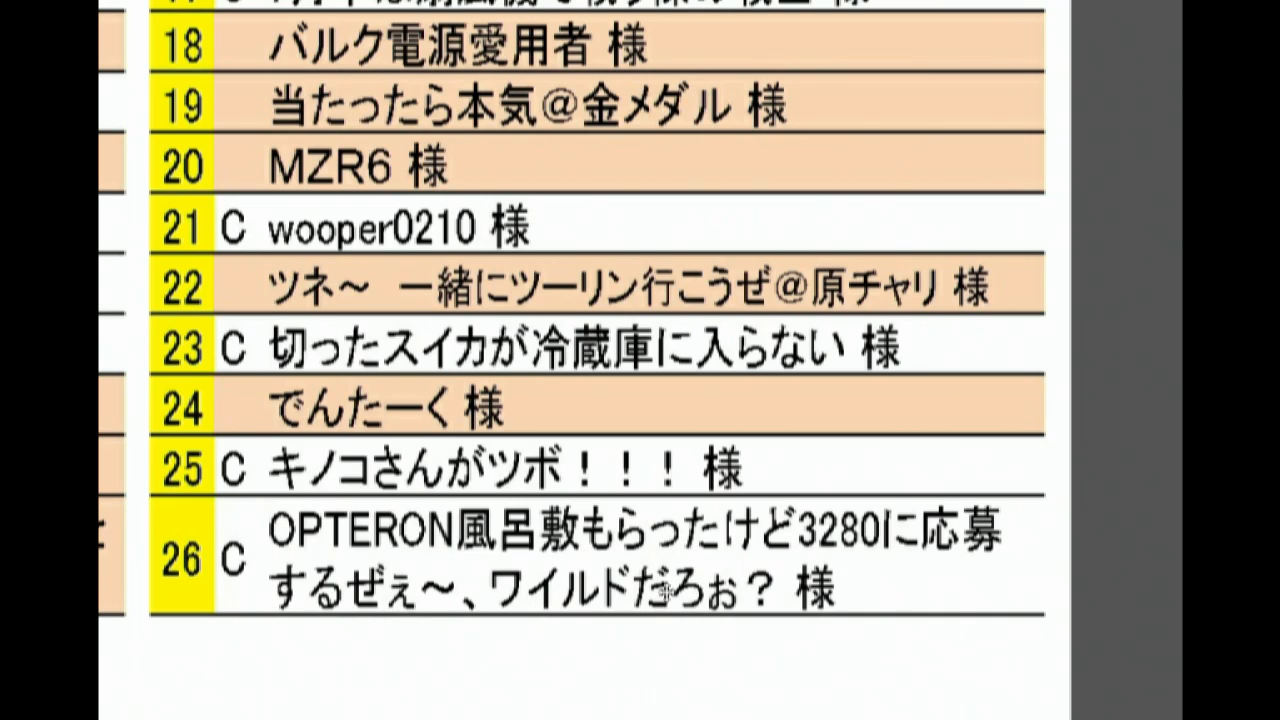 18 バルク電源愛用者 様
19 当たったら本気@金メダル 様
20 MZR6 様
21 C wooper0210 様
22 ツネ～ 一緒にツーリン行こうぜ@原チャリ 様
23 C 切ったスイカが冷蔵庫に入らない 様
24 でんたーく 様
25 C キノコさんがツボ！！！ 様
26 C OPTERON風呂敷もらったけど3280に応募
するぜぇ～、ワイルドだろぉ？ 様